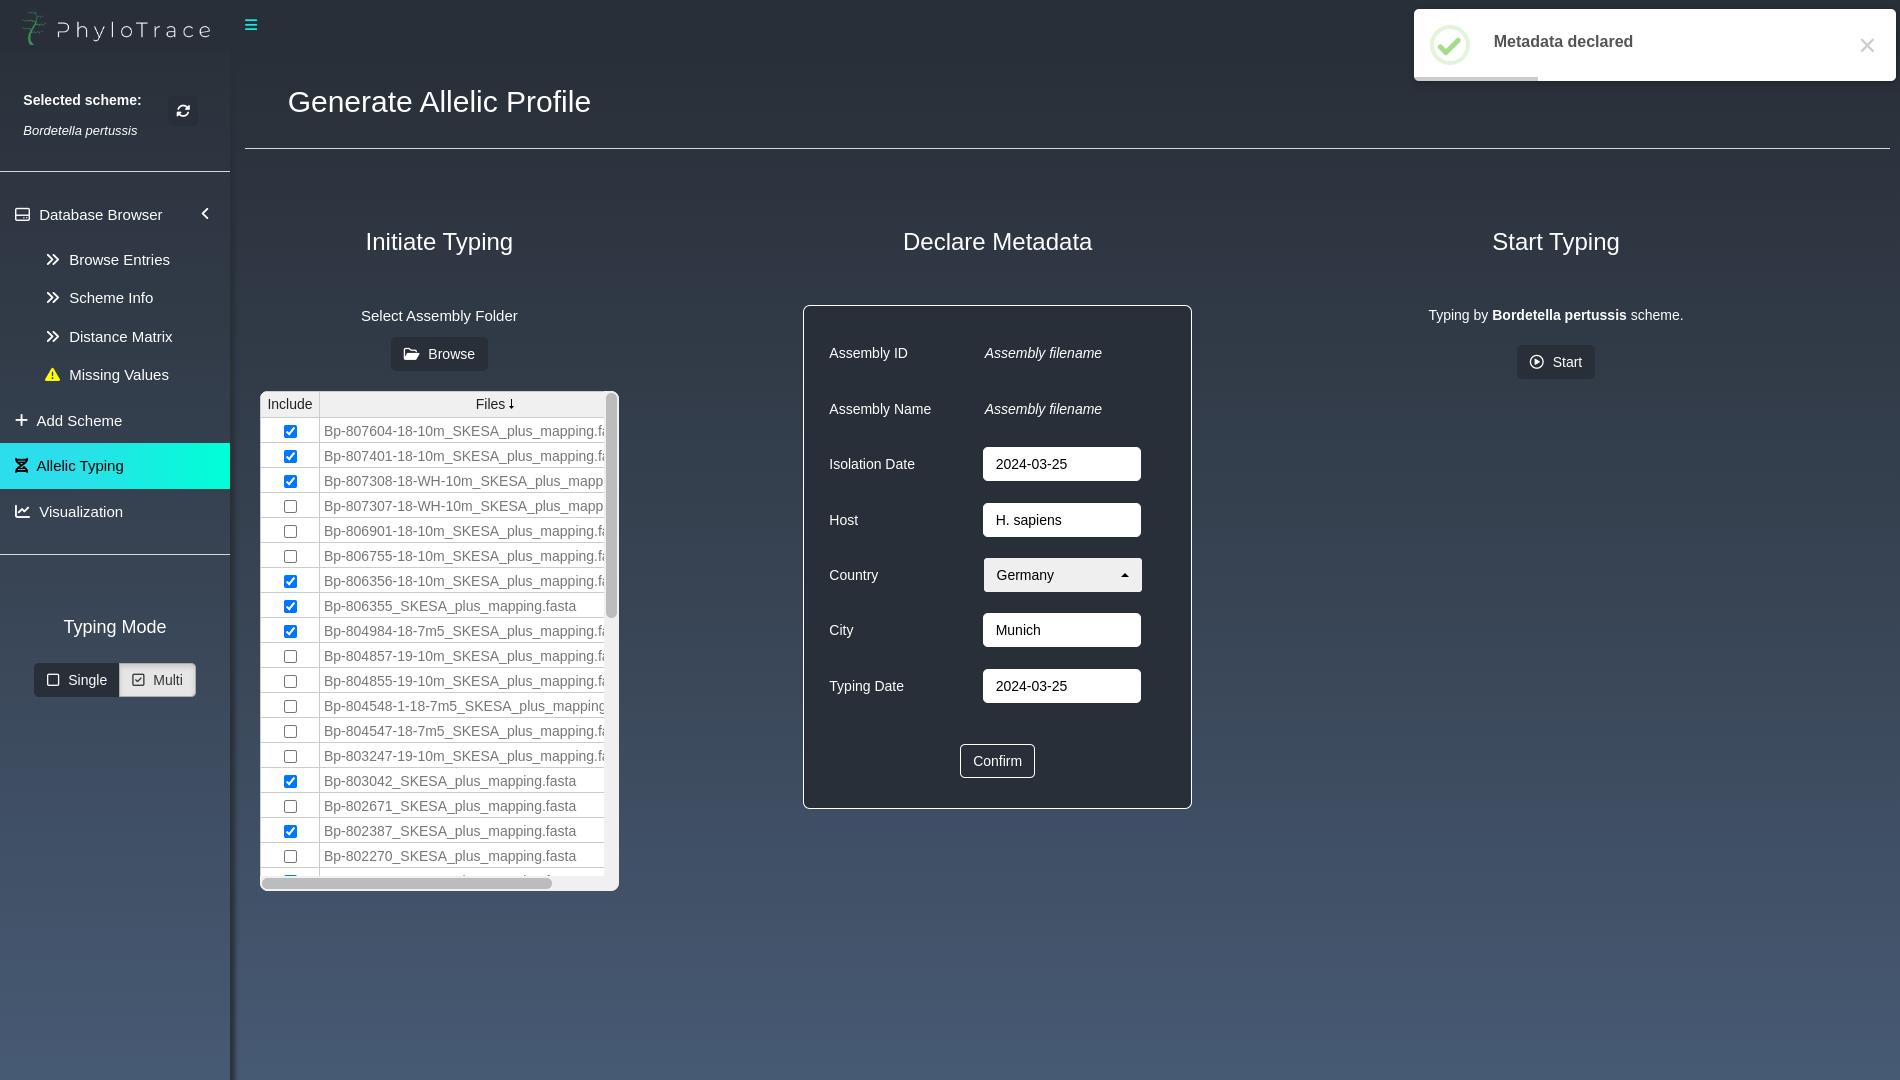 PhyloTrace
Metadata declared
Selected scheme:
Bordetella pertussis
Generate Allelic Profile
Database Browser
Browse Entries
Scheme Info
Distance Matrix
Missing Values
Add Scheme
Allelic Typing
Visualization
Typing Mode
Single
Multi
Initiate Typing
Select Assembly Folder
Browse
Include Files
Bp-807604-18-10m_SKESA_plus_mapping.fa
Bp-807401-18-10m_SKESA_plus_mapping.fa
Bp-807308-18-WH-10m_SKESA_plus_mapp
Bp-807307-18-WH-10m_SKESA_plus_mapp
Bp-806901-18-10m_SKESA_plus_mapping.fa
Bp-806755-18-10m_SKESA_plus_mapping.fa
Bp-806356-18-10m_SKESA_plus_mapping.fa
Bp-806355_SKESA_plus_mapping.fasta
Bp-804984-18-7m5_SKESA_plus_mapping.fa
Bp-804857-19-10m_SKESA_plus_mapping.fa
Bp-804855-19-10m_SKESA_plus_mapping.fa
Bp-804548-1-18-7m5_SKESA_plus_mapping
Bp-804547-18-7m5_SKESA_plus_mapping.fa
Bp-803247-19-10m_SKESA_plus_mapping.fa
Bp-803042_SKESA_plus_mapping.fasta
Bp-802671_SKESA_plus_mapping.fasta
Bp-802387_SKESA_plus_mapping.fasta
Bp-802270_SKESA_plus_mapping.fasta
Declare Metadata
Assembly ID Assembly filename
Assembly Name Assembly filename
Isolation Date 2024-03-25
Host H. sapiens
Country Germany
City Munich
Typing Date 2024-03-25
Confirm
Start Typing
Typing by Bordetella pertussis scheme.
Start